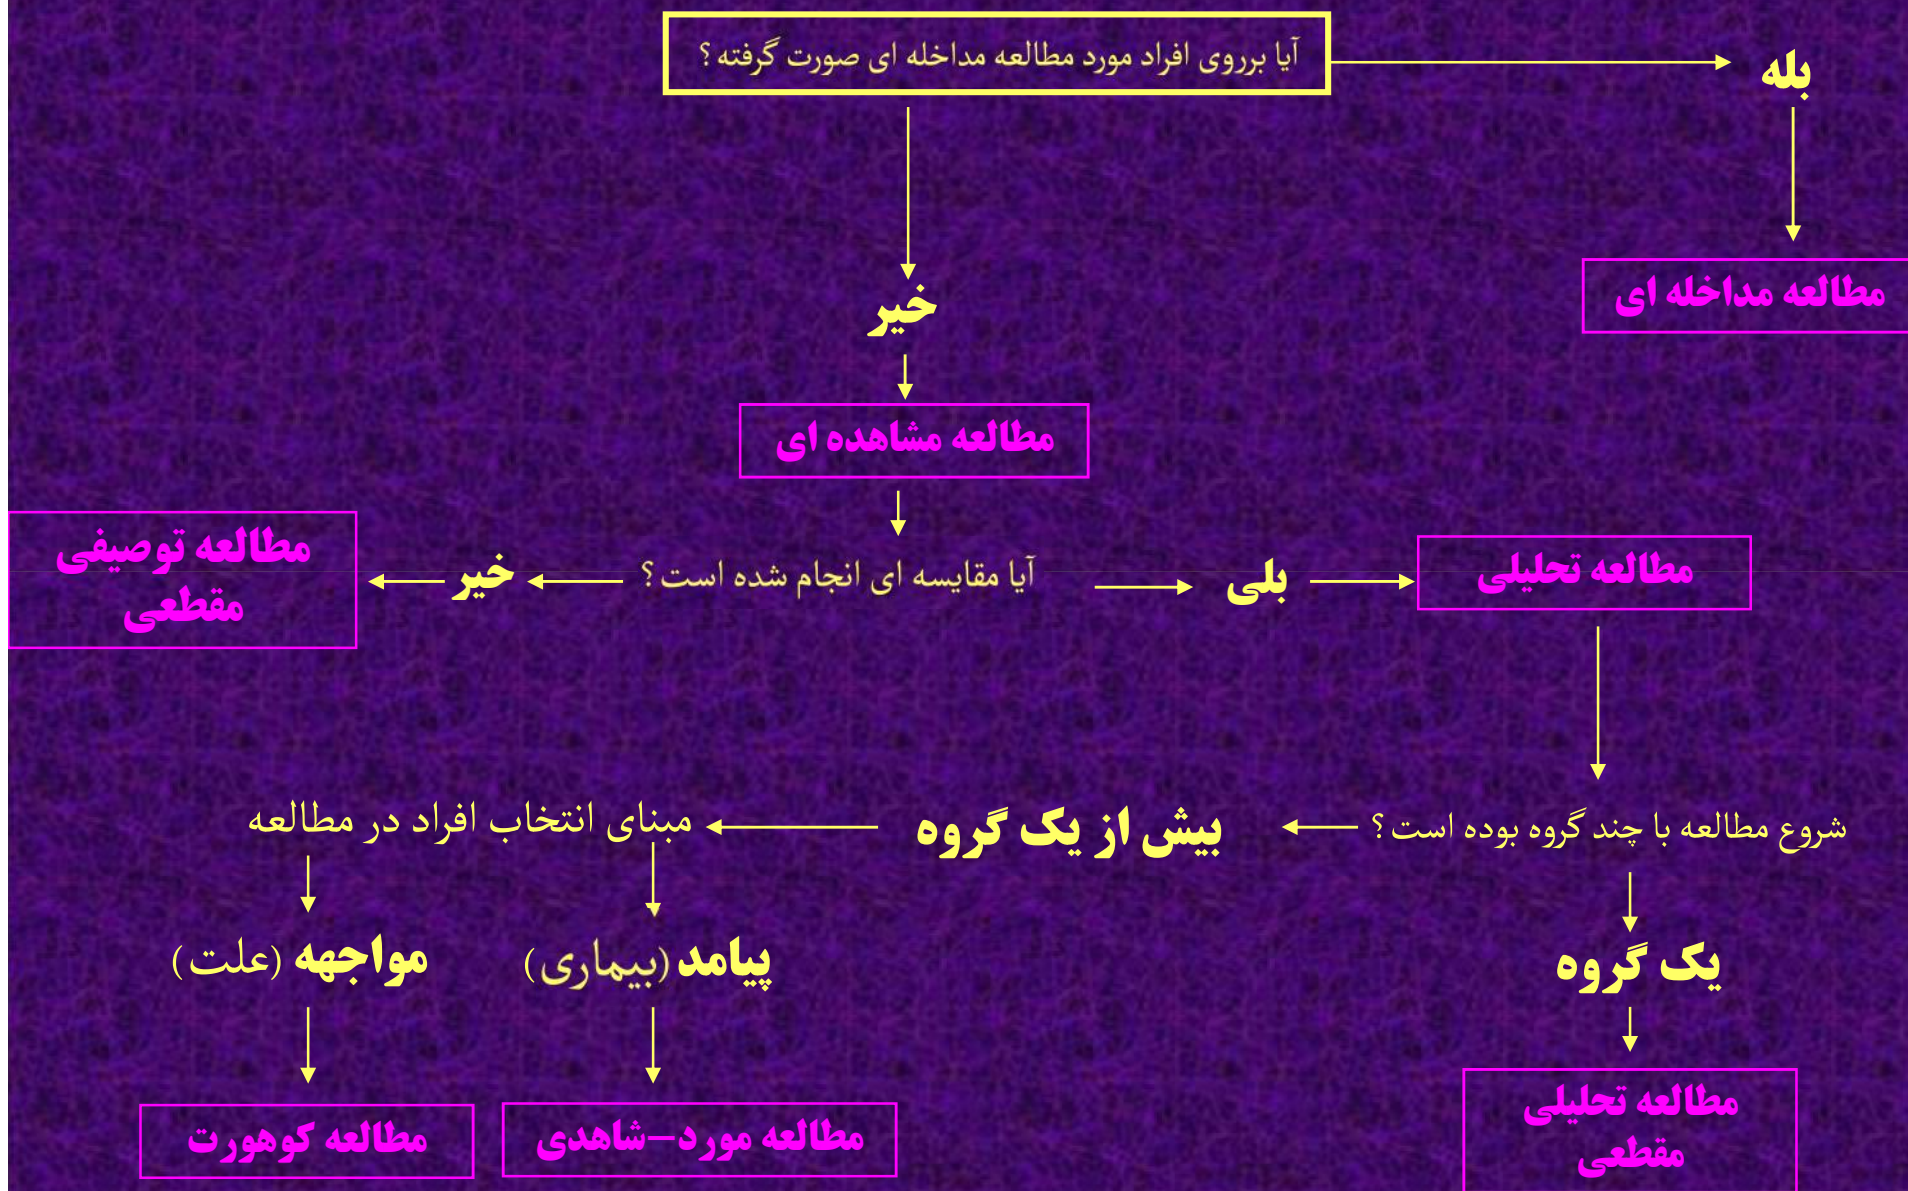 آیا برروی افراد مورد مطالعه مداخله ای صورت گرفته ؟
بله
مطالعه مداخله ای
خیر
مطالعه مشاهده ای
مطالعه تحلیلی
بلی
آیا مقایسه ای انجام شده است ؟
خیر
مطالعه توصیفی
مقطعی
شروع مطالعه با چند گروه بوده است ؟
بیش از یک گروه
مبنای انتخاب افراد در مطالعه
یک گروه
پیامد (بیماری)
مواجهه (علت)
مطالعه تحلیلی
مقطعی
مطالعه مورد–شاهدی
مطالعه کوهورت